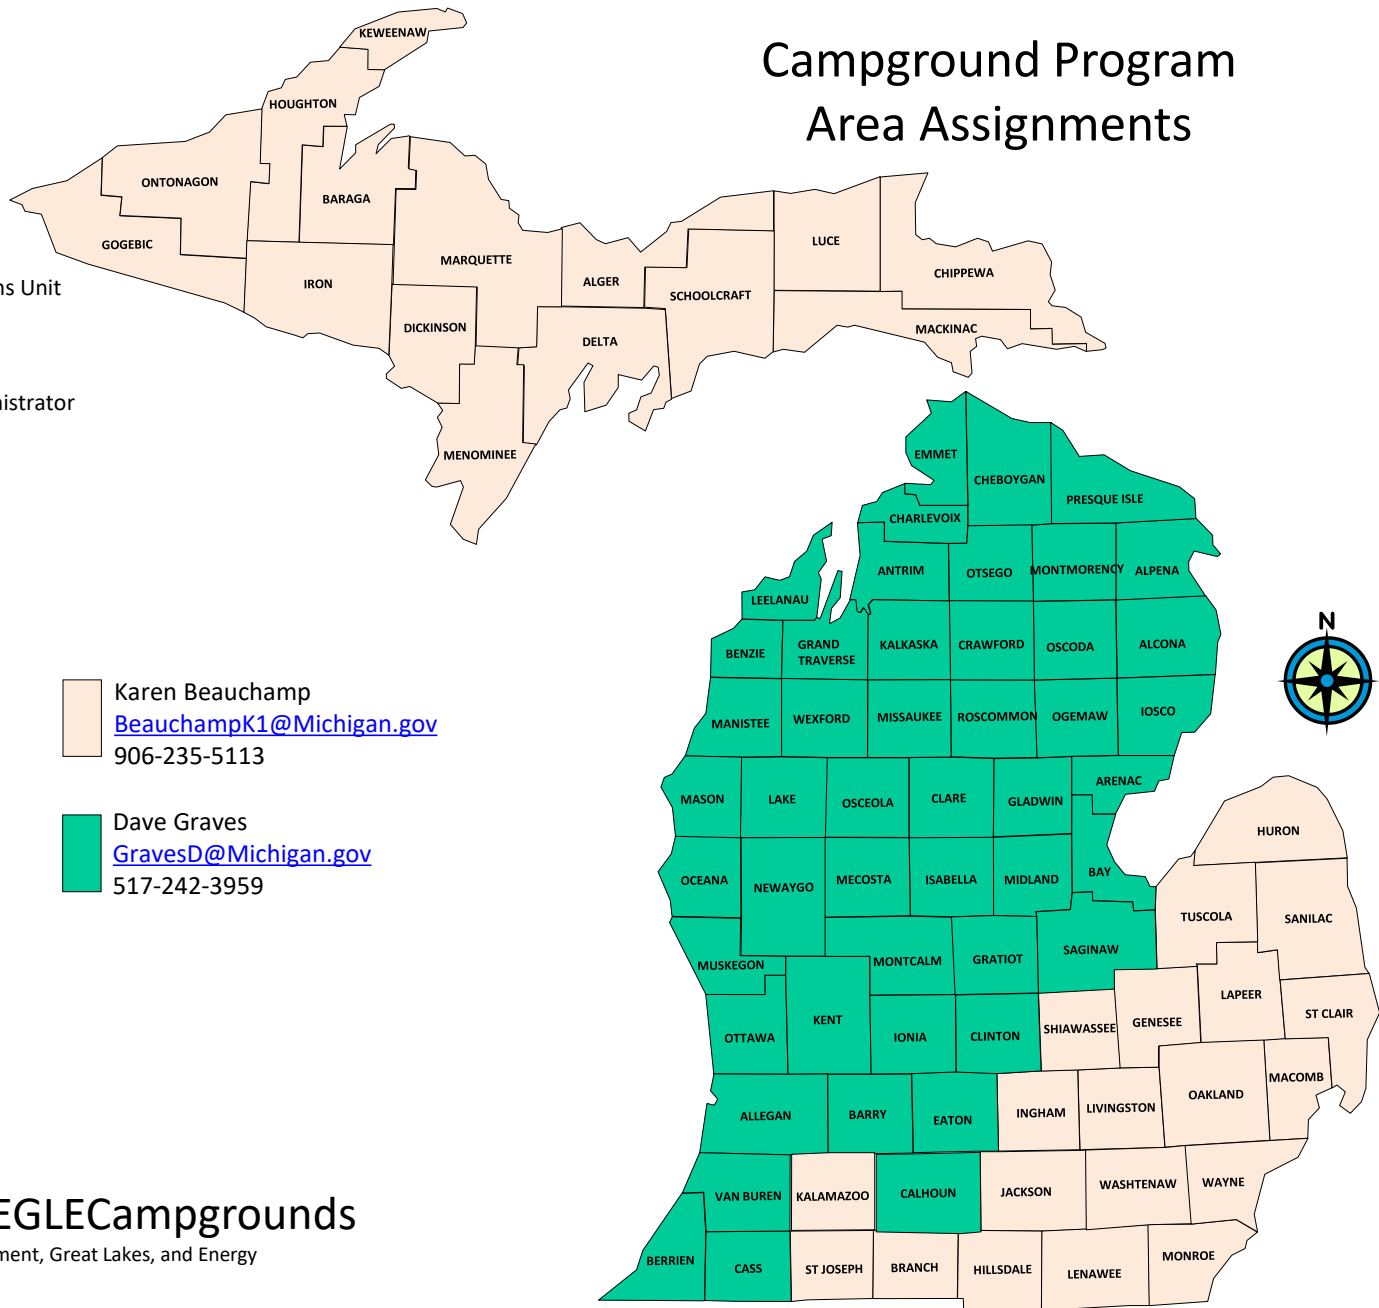 Campground Program
Area Assignments
KEWEENAW
HOUGHTON
ONTONAGON
BARAGA
GOGEBIC
MARQUETTE
IRON
ALGER
LUCE
CHIPPEWA
SCHOOLCRAFT
DICKINSON
MACKINAC
DELTA
MENOMINEE
ns Unit
nistrator
EMMET
CHEBOYGAN
PRESQUE ISLE
CHARLEVOIX
ANTRIM
OTSEGO
MONTMORENCY
ALPENA
LEELANAU
BENZIE
GRAND
TRAVERSE
KALKASKA
CRAWFORD
OSCODA
ALCONA
N
MANISTEE
WEXFORD
MISSAUKEE
ROSCOMMON
OGEMAW
IOSCO
Karen Beauchamp
BeauchampK1@Michigan.gov
906-235-5113
MASON
LAKE
OSCEOLA
CLARE
GLADWIN
ARENAC
HURON
Dave Graves
GravesD@Michigan.gov
517-242-3959
OCEANA
NEWAYGO
MECOSTA
ISABELLA
MIDLAND
BAY
TUSCOLA
SANILAC
MUSKEGON
MONTCALM
GRATIOT
SAGINAW
LAPEER
ST CLAIR
OTTAWA
KENT
IONIA
CLINTON
SHIAWASSEE
GENESEE
ALLEGAN
BARRY
EATON
INGHAM
LIVINGSTON
OAKLAND
MACOMB
VAN BUREN
KALAMAZOO
CALHOUN
JACKSON
WASHTENAW
WAYNE
BERRIEN
CASS
ST JOSEPH
BRANCH
HILLSDALE
LENAWEE
MONROE
EGLECampgrounds
ment, Great Lakes, and Energy